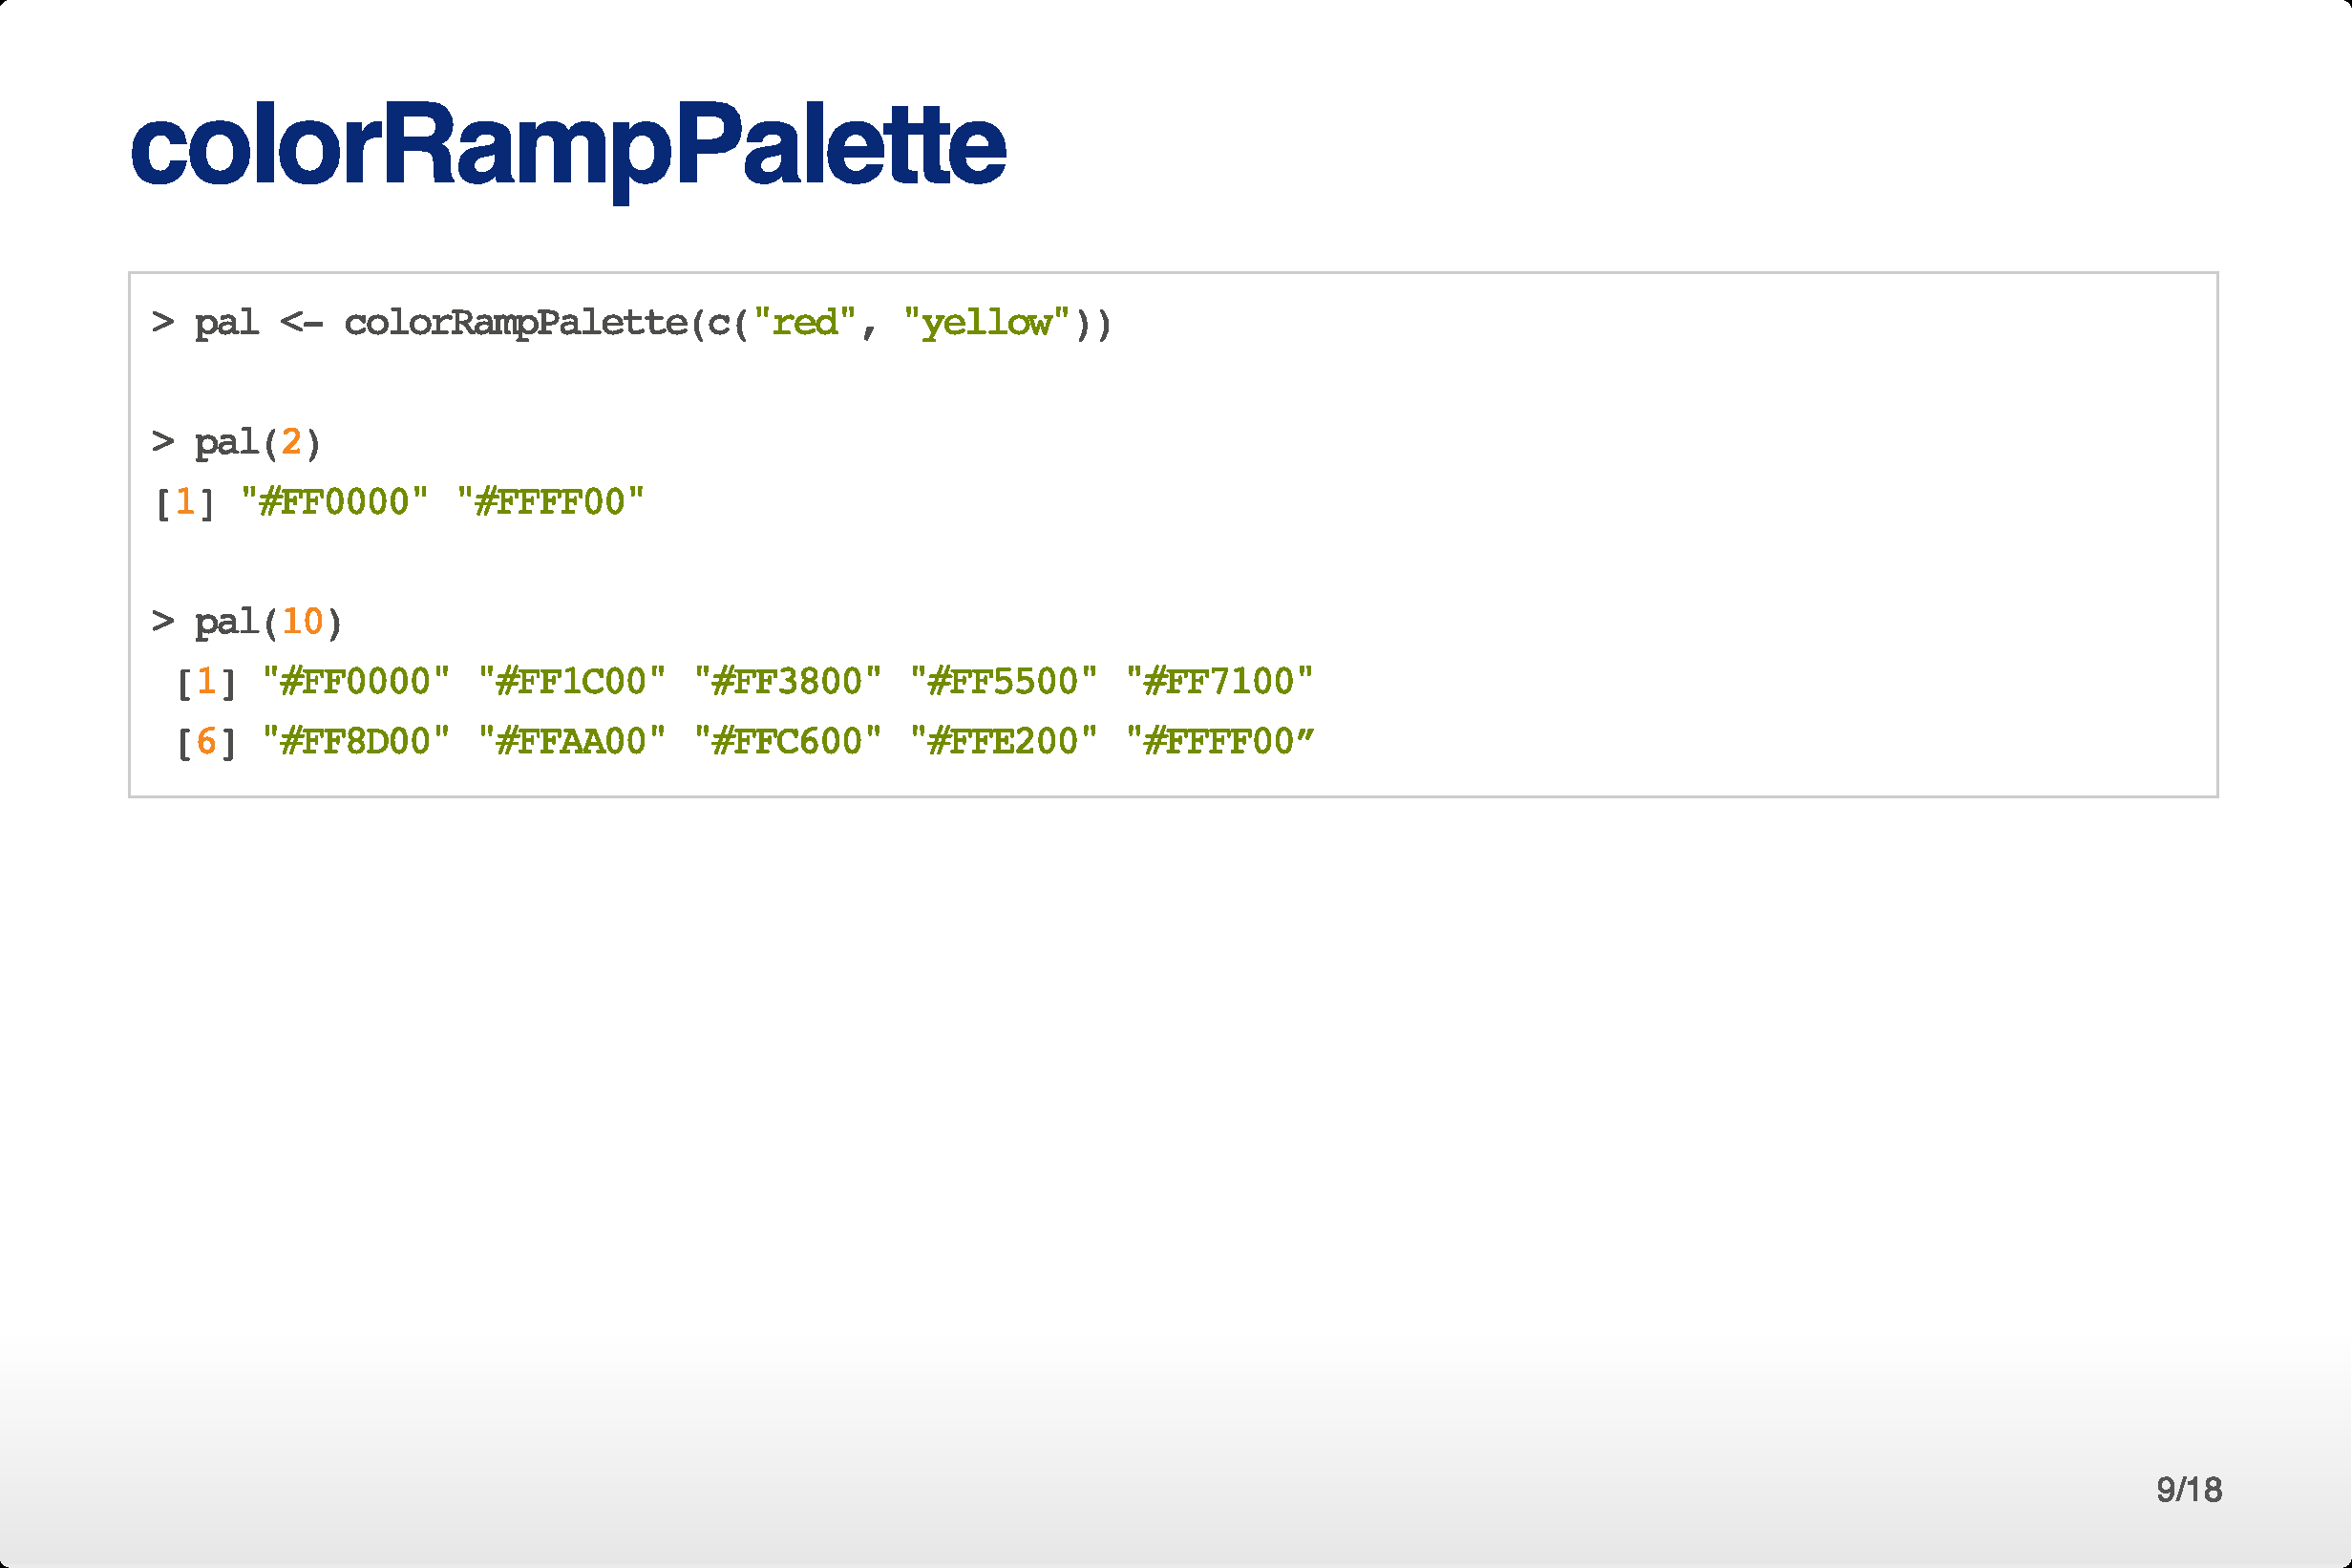 colorRampPalette
> pal <- colorRampPalette(c("red", "yellow"))
> pal(2)
[1] "#FF0000" "#FFFF00"
> pal(10)
[1] "#FF0000" "#FF1C00" "#FF3800" "#FF5500" "#FF7100"
[6] "#FF8D00" "#FFAA00" "#FFC600" "#FFE200" "#FFFF00”
9/18